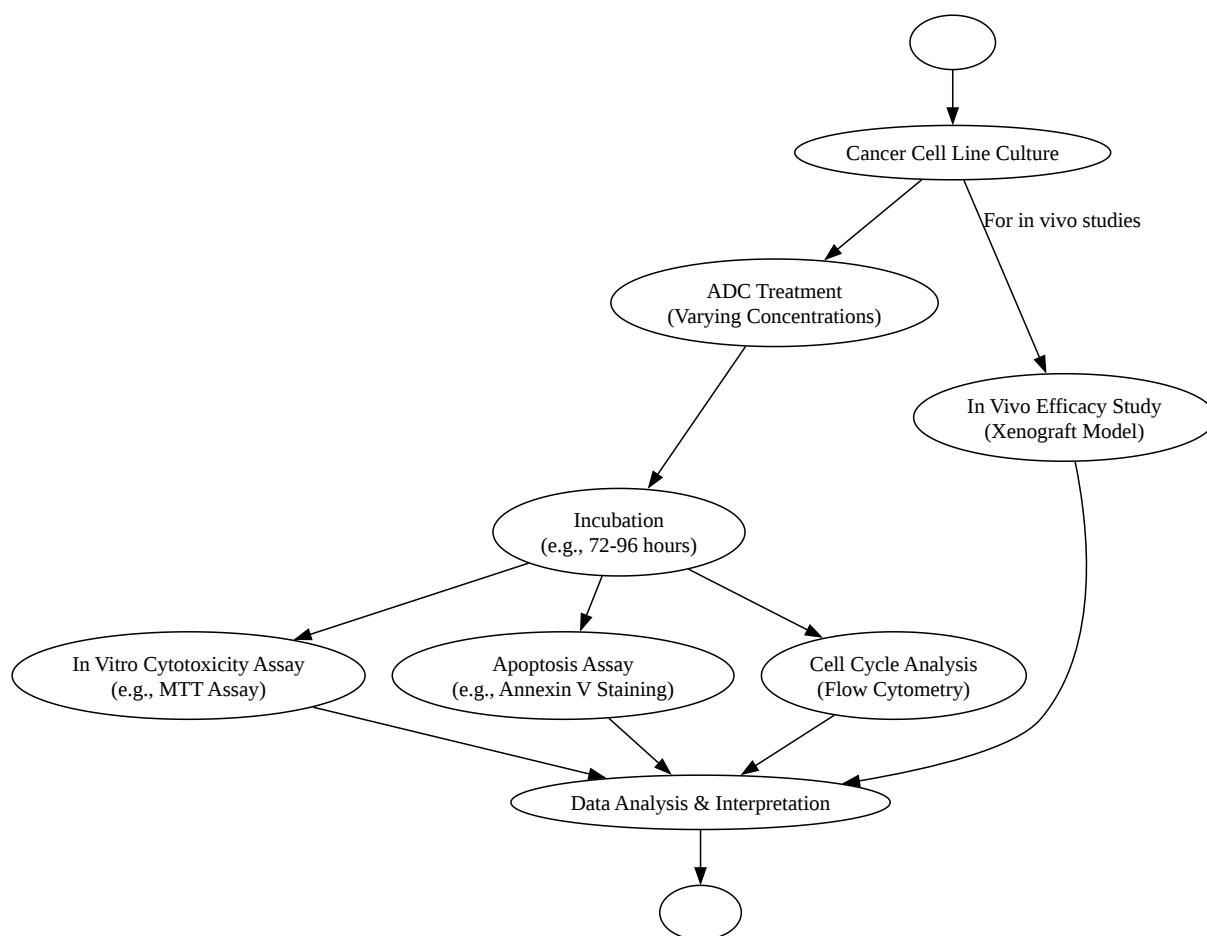 Cancer Cell Line Culture
For in vivo studies
ADC Treatment
(Varying Concentrations)
In Vivo Efficacy Study
(Xenograft Model)
Incubation
(e.g., 72-96 hours)
In Vitro Cytotoxicity Assay
(e.g., MTT Assay)
Apoptosis Assay
(e.g., Annexin V Staining)
Cell Cycle Analysis
(Flow Cytometry)
Data Analysis & Interpretation